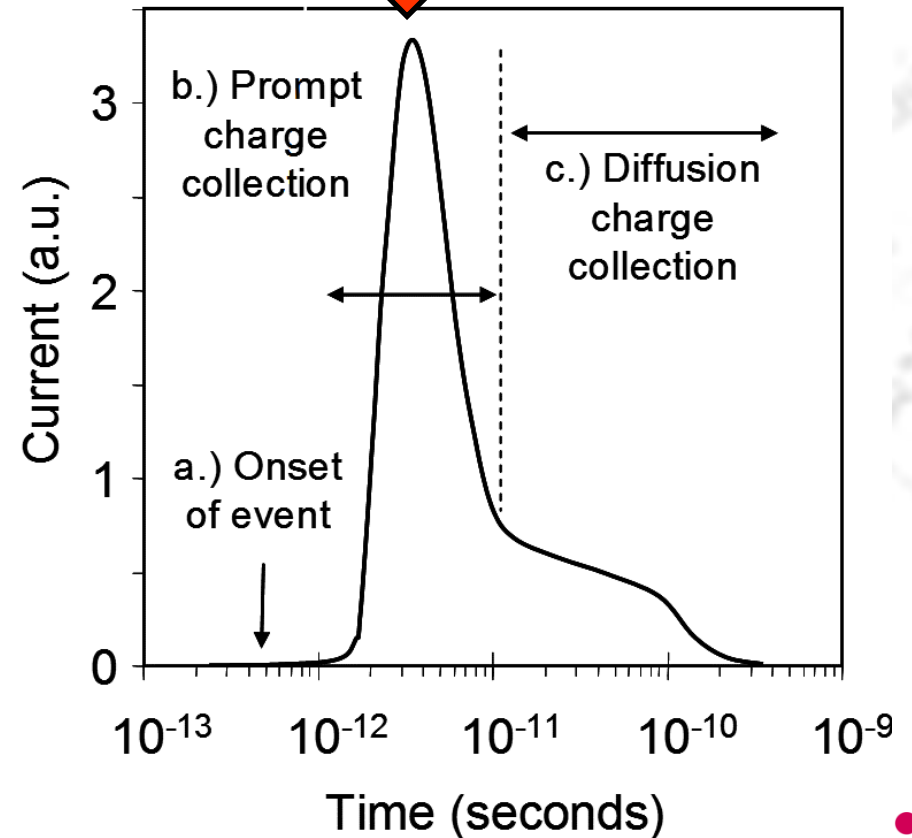 b.) Prompt
charge
collection
c.) Diffusion
charge
collection
a.) Onset
of event
Current (a.u.)
3
2
1
0
10-13 10-12 10-11 10-10 10-9
Time (seconds)